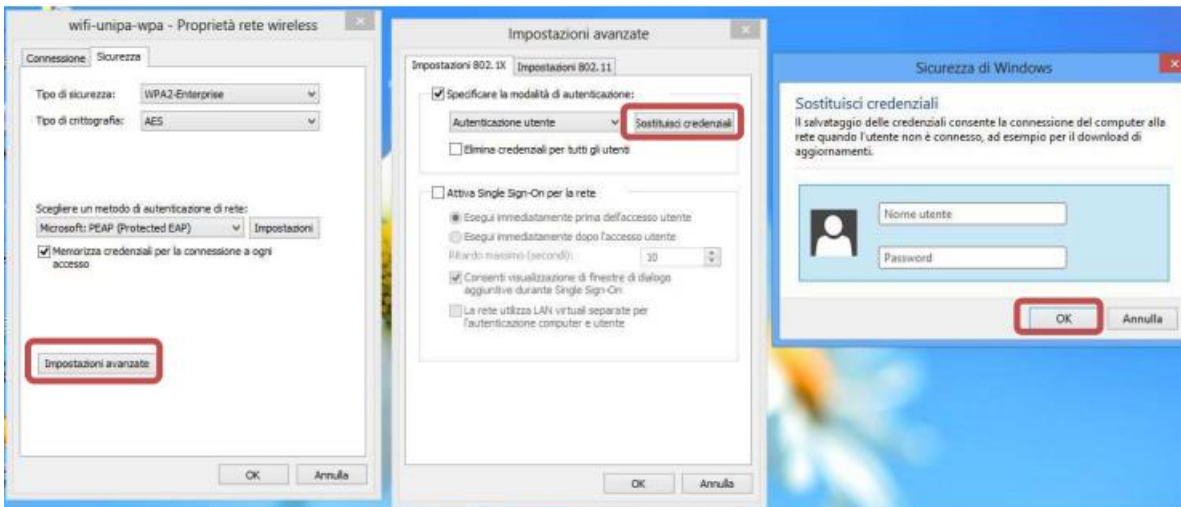 wifi-unipa-wpa - Proprietà rete wireless
Connessione Sicurezza
Tipo di sicurezza: WPA2-Enterprise
Tipo di crittografia: AES
Scegliere un metodo di autenticazione di rete:
Microsoft: PEAP (Protected EAP) Impostazioni
Memorizza credenziali per la connessione a ogni
accesso
Impostazioni avanzate
OK Annulla
Impostazioni avanzate
Impostazioni 802.1X Impostazioni 802.11
Specificare la modalità di autenticazione:
Autenticazione utente Sostituisci credenziali
Elimina credenziali per tutti gli utenti
Attiva Single Sign-On per la rete
Esegui immediatamente prima dell'accesso utente
Esegui immediatamente dopo l'accesso utente
Ritardo massimo (secondi): 10
Consenti visualizzazione di finestre di dialogo
aggiuntive durante Single Sign-On
La rete utilizza LAN virtuali separate per
l'autenticazione computer e utente
OK Annulla
Sicurezza di Windows
Sostituisci credenziali
Il salvataggio delle credenziali consente la connessione del computer alla
rete quando l'utente non è connesso, ad esempio per il download di
aggiornamenti.
Nome utente
Password
OK Annulla